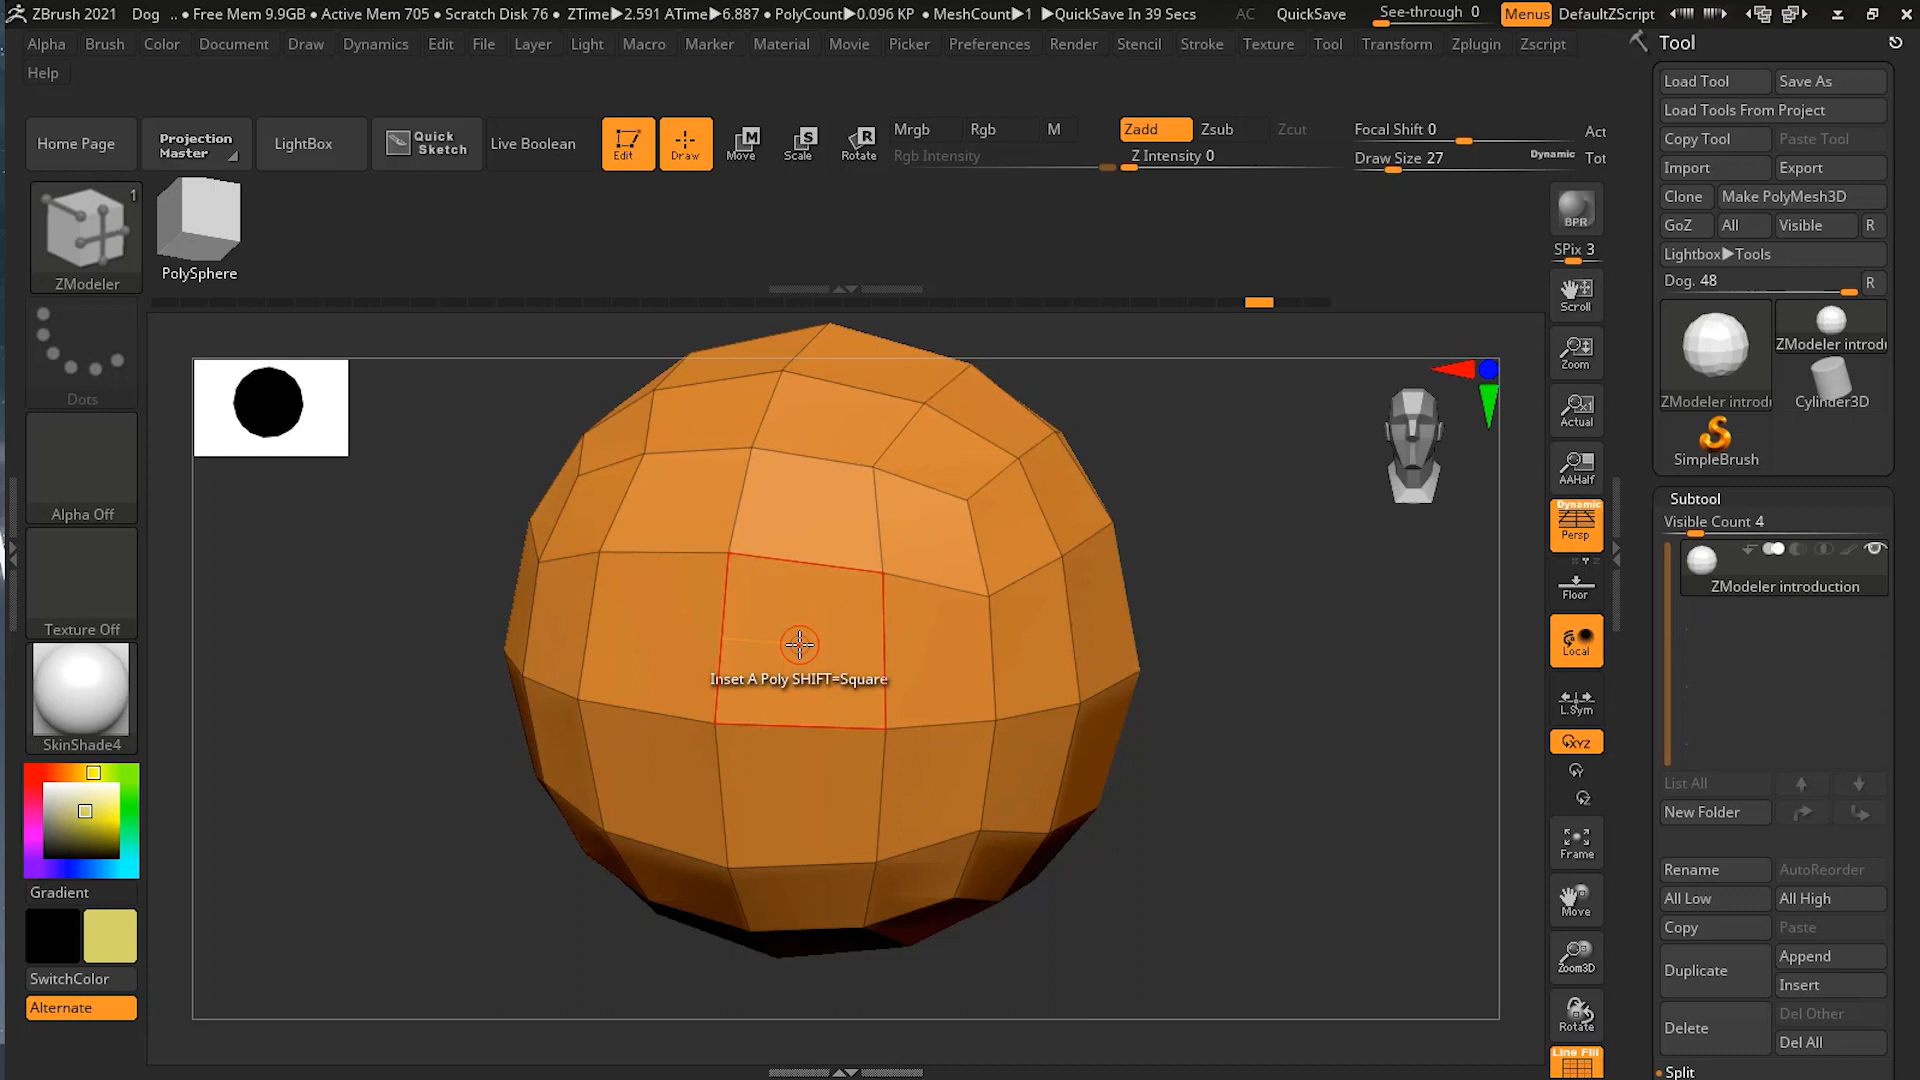 ZBrush 2021 Dog .. • Free Mem 9.9GB • Active Mem 705 • Scratch Disk 76 • ZTime▶2.591 ATime▶6.887 • PolyCount▶0.096 KP • MeshCount▶1 ▶QuickSave In 39 Secs AC QuickSave See-through 0 Menus DefaultZScript
Alpha Brush Color Document Draw Dynamics Edit File Layer Light Macro Marker Material Movie Picker Preferences Render Stencil Stroke Texture Tool Transform Zplugin Zscript
Help
Home Page
Projection Master
LightBox
Quick Sketch
Live Boolean
Edit
Draw
Move
Scale
Rotate
Mrgb Rgb M
Rgb Intensity
Zadd Zsub Zcut
Z Intensity 0
Focal Shift 0
Draw Size 27 Dynamic
Act
Tot
1
ZModeler
PolySphere
Dots
Alpha Off
Texture Off
SkinShade4
Gradient
SwitchColor
Alternate
Inset A Poly SHIFT=Square
BPR
SPix 3
Scroll
Zoom
Actual
AAHalf
Dynamic
Persp
Floor
Local
L.Sym
XYZ
Y
Z
Frame
Move
Zoom3D
Rotate
Line Fill
Tool
Load Tool Save As
Load Tools From Project
Copy Tool Paste Tool
Import Export
Clone Make PolyMesh3D
GoZ All Visible R
Lightbox▶Tools
Dog. 48 R
ZModeler introdu
ZModeler introdu
Cylinder3D
SimpleBrush
Subtool
Visible Count 4
ZModeler introduction
List All
New Folder
Rename AutoReorder
All Low All High
Copy Paste
Duplicate Append
Insert
Delete Del Other
Del All
Split